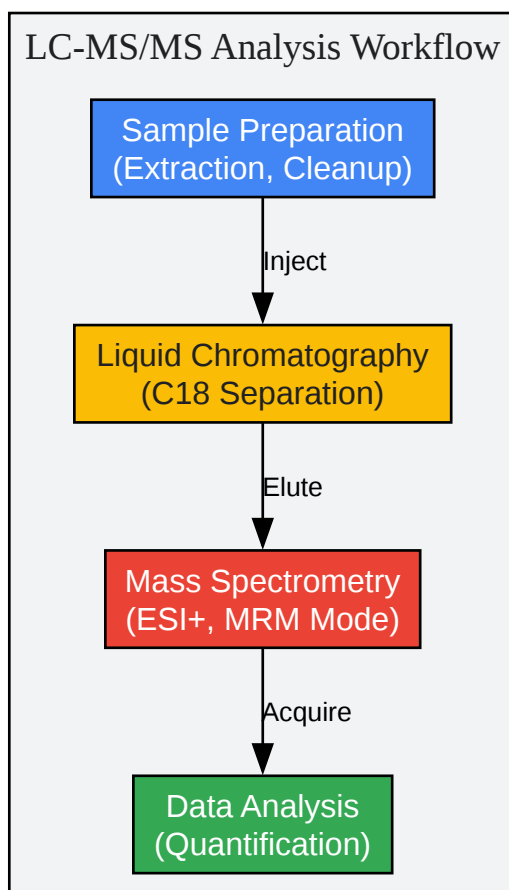 LC-MS/MS Analysis Workflow
Sample Preparation
(Extraction, Cleanup)
Inject
Liquid Chromatography
(C18 Separation)
Elute
Mass Spectrometry
(ESI+, MRM Mode)
Acquire
Data Analysis
(Quantification)